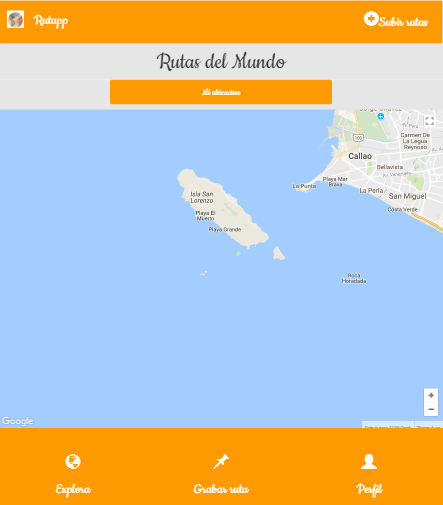 Rutapp
Subir rutas
Rutas del Mundo
Mi ubicacion
Callao
Carmen De
La Legua
Reynoso
Bellavista
La Punta
Playa Mar
Brava
La Perla
San Miguel
Costa Verde
Isla San
Lorenzo
Playa El
Muerto
Playa Grande
Roca
Horadada
Google
Explora
Grabar ruta
Perfil